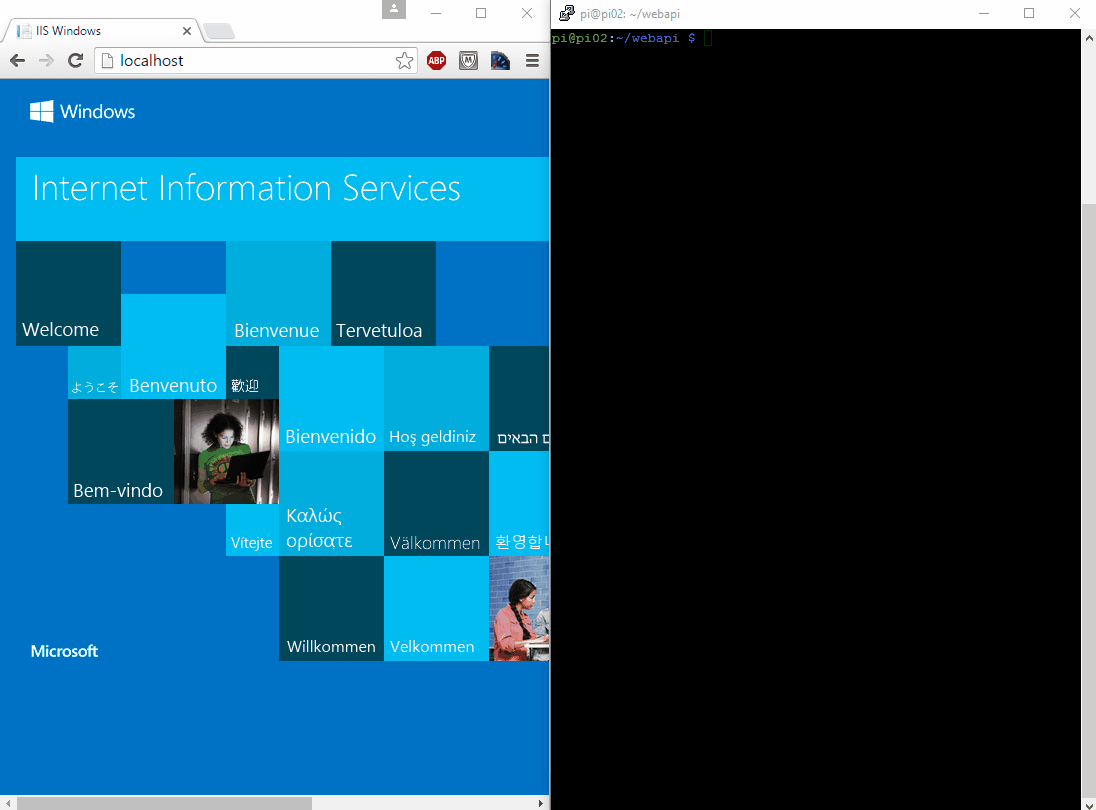 IIS Windows
localhost
ABP
M
Windows
Internet Information Services
Welcome
Bienvenue
Tervetuloa
ようこそ
Benvenuto
歡迎
Bienvenido
Hoş geldiniz
ם הבאים
Bem-vindo
Vítejte
Καλώς
ορίσατε
Välkommen
환영합니
Willkommen
Velkommen
Microsoft
pi@pi02: ~/webapi
pi@pi02:~/webapi $